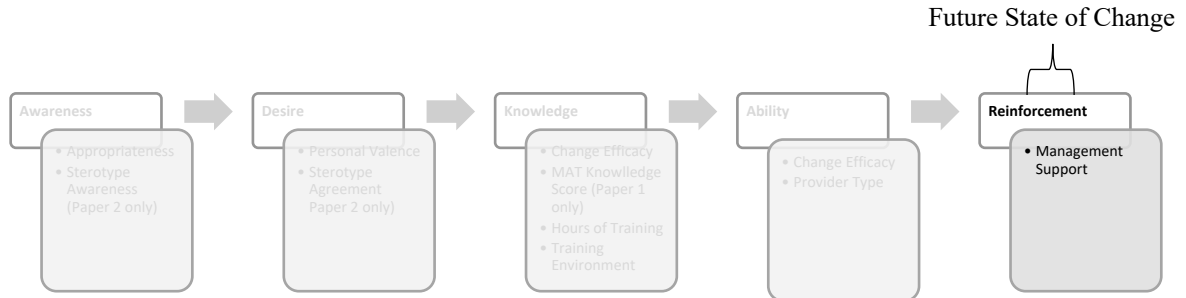 Future State of Change
Awareness
• Appropriateness
• Sterotype
Awareness
(Paper 2 only)
Desire
• Personal Valence
• Sterotype
Agreement
Paper 2 only)
Knowledge
• Change Efficacy
• MAT Knowlledge
Score (Paper 1
only)
• Hours of Training
• Training
Environment
Ability
• Change Efficacy
• Provider Type
Reinforcement
• Management
Support